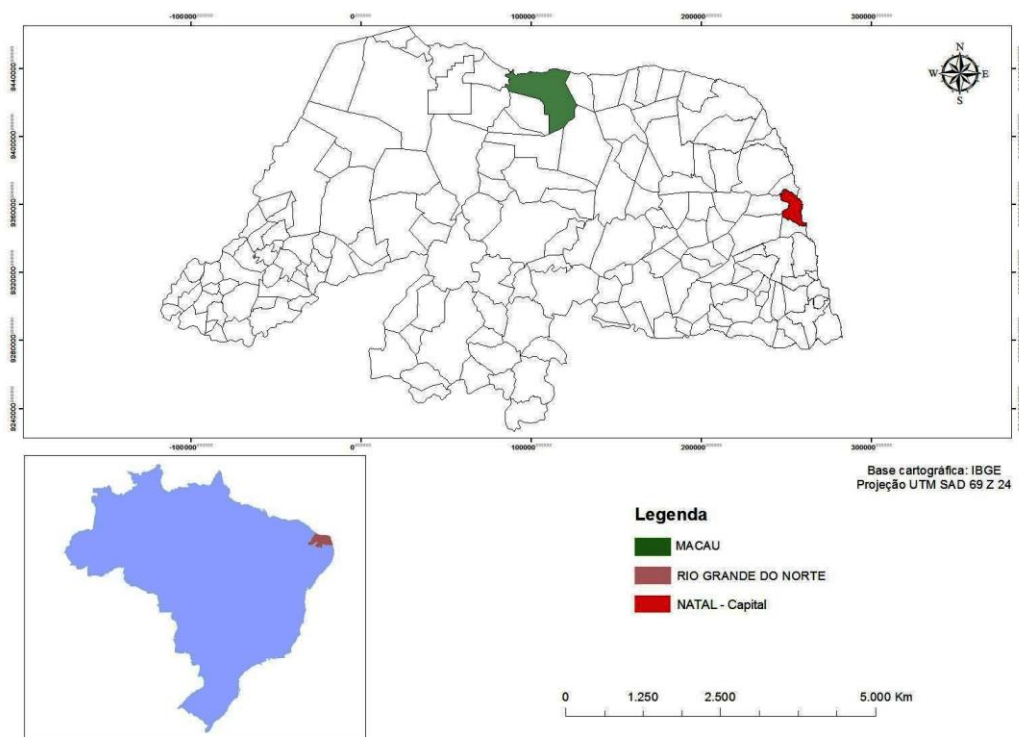 -100000 0 100000 200000 300000
N
W E
S
9440000 9440000
9400000
9360000
9320000
9280000
9240000
-100000 0 100000 200000 300000
Base cartográfica: IBGE
Projeção UTM SAD 69 Z 24
Legenda
MACAU
RIO GRANDE DO NORTE
NATAL - Capital
0 1.250 2.500 5.000 Km